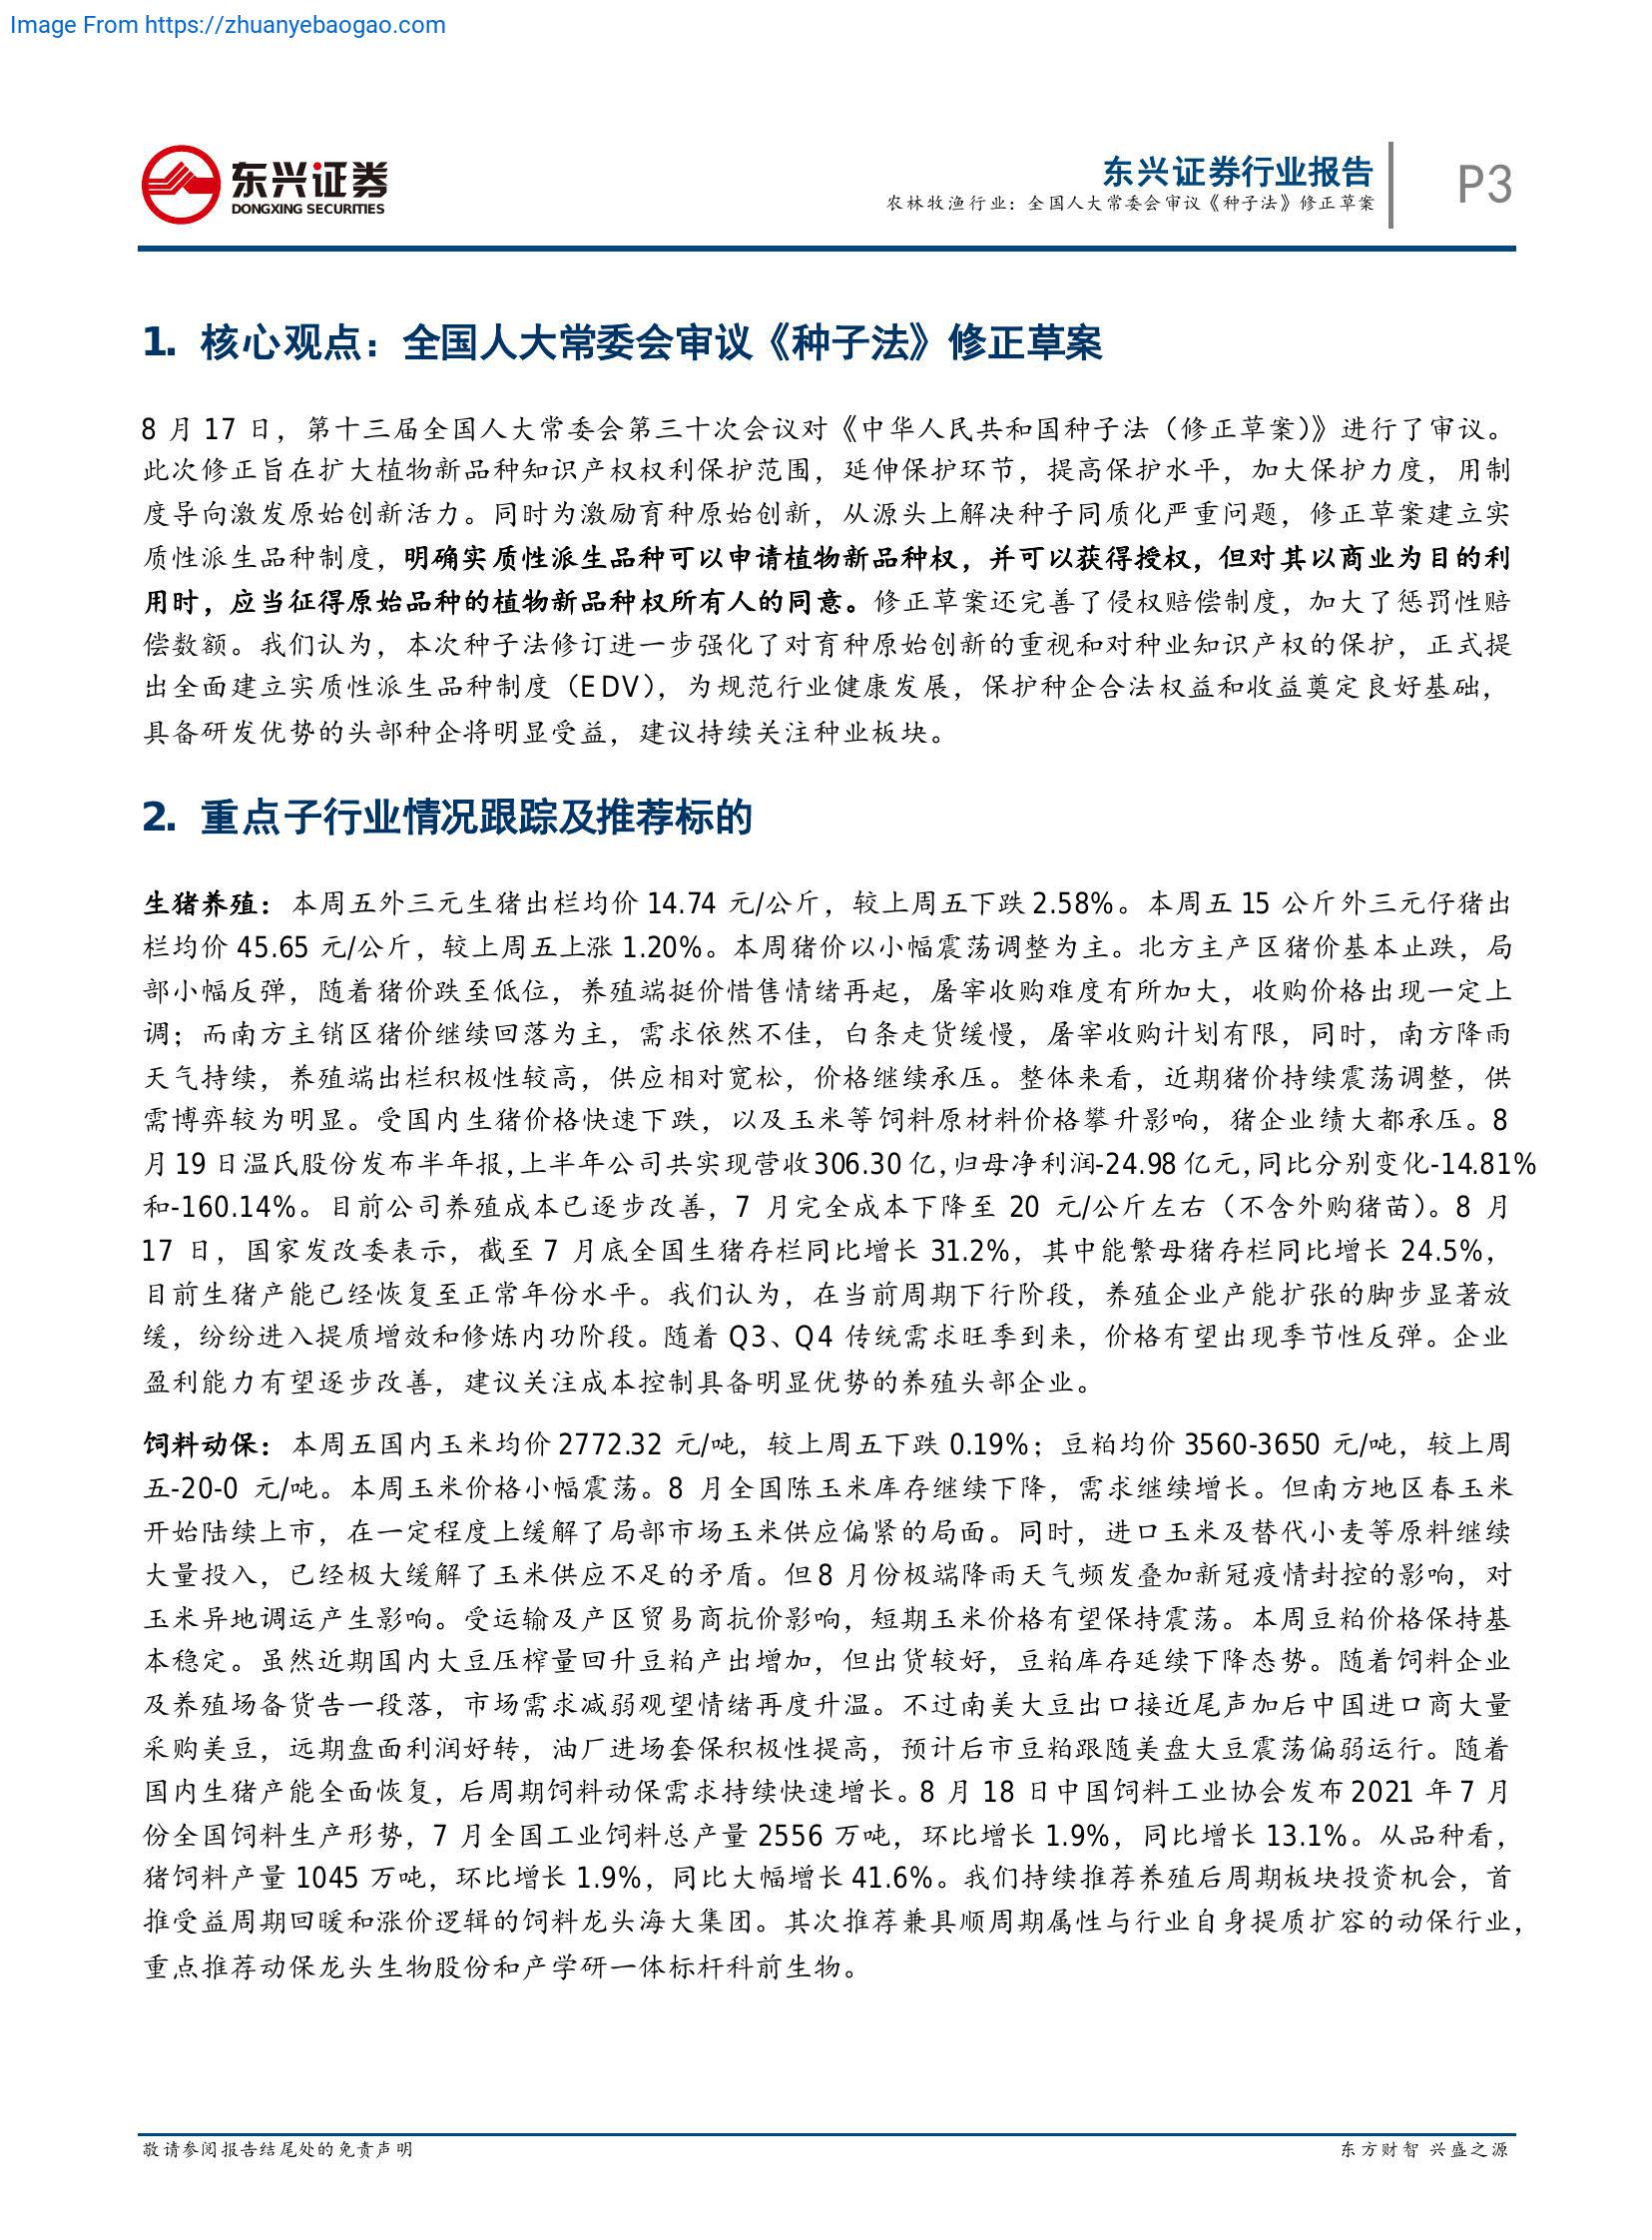 Image From https://zhuanyebaogao.com
东兴证券
DONGXING SECURITIES
东兴证券行业报告
农林牧渔行业：全国人大常委会审议《种子法》修正草案
P3
1. 核心观点：全国人大常委会审议《种子法》修正草案
8 月 17 日，第十三届全国人大常委会第三十次会议对《中华人民共和国种子法（修正草案）》进行了审议。
此次修正旨在扩大植物新品种知识产权权利保护范围，延伸保护环节，提高保护水平，加大保护力度，用制
度导向激发原始创新活力。同时为激励育种原始创新，从源头上解决种子同质化严重问题，修正草案建立实
质性派生品种制度，明确实质性派生品种可以申请植物新品种权，并可以获得授权，但对其以商业为目的利
用时，应当征得原始品种的植物新品种权所有人的同意。修正草案还完善了侵权赔偿制度，加大了惩罚性赔
偿数额。我们认为，本次种子法修订进一步强化了对育种原始创新的重视和对种业知识产权的保护，正式提
出全面建立实质性派生品种制度（EDV），为规范行业健康发展，保护种企合法权益和收益奠定良好基础，
具备研发优势的头部种企将明显受益，建议持续关注种业板块。
2. 重点子行业情况跟踪及推荐标的
生猪养殖：本周五外三元生猪出栏均价 14.74 元/公斤，较上周五下跌 2.58%。本周五 15 公斤外三元仔猪出
栏均价 45.65 元/公斤，较上周五上涨 1.20%。本周猪价以小幅震荡调整为主。北方主产区猪价基本止跌，局
部小幅反弹，随着猪价跌至低位，养殖端挺价惜售情绪再起，屠宰收购难度有所加大，收购价格出现一定上
调；而南方主销区猪价继续回落为主，需求依然不佳，白条走货缓慢，屠宰收购计划有限，同时，南方降雨
天气持续，养殖端出栏积极性较高，供应相对宽松，价格继续承压。整体来看，近期猪价持续震荡调整，供
需博弈较为明显。受国内生猪价格快速下跌，以及玉米等饲料原材料价格攀升影响，猪企业绩大都承压。8
月 19 日温氏股份发布半年报，上半年公司共实现营收 306.30 亿，归母净利润-24.98 亿元，同比分别变化-14.81%
和-160.14%。目前公司养殖成本已逐步改善，7 月完全成本下降至 20 元/公斤左右（不含外购猪苗）。8 月
17 日，国家发改委表示，截至 7 月底全国生猪存栏同比增长 31.2%，其中能繁母猪存栏同比增长 24.5%，
目前生猪产能已经恢复至正常年份水平。我们认为，在当前周期下行阶段，养殖企业产能扩张的脚步显著放
缓，纷纷进入提质增效和修炼内功阶段。随着 Q3、Q4 传统需求旺季到来，价格有望出现季节性反弹。企业
盈利能力有望逐步改善，建议关注成本控制具备明显优势的养殖头部企业。
饲料动保：本周五国内玉米均价 2772.32 元/吨，较上周五下跌 0.19%；豆粕均价 3560-3650 元/吨，较上周
五-20-0 元/吨。本周玉米价格小幅震荡。8 月全国陈玉米库存继续下降，需求继续增长。但南方地区春玉米
开始陆续上市，在一定程度上缓解了局部市场玉米供应偏紧的局面。同时，进口玉米及替代小麦等原料继续
大量投入，已经极大缓解了玉米供应不足的矛盾。但 8 月份极端降雨天气频发叠加新冠疫情封控的影响，对
玉米异地调运产生影响。受运输及产区贸易商抗价影响，短期玉米价格有望保持震荡。本周豆粕价格保持基
本稳定。虽然近期国内大豆压榨量回升豆粕产出增加，但出货较好，豆粕库存延续下降态势。随着饲料企业
及养殖场备货告一段落，市场需求减弱观望情绪再度升温。不过南美大豆出口接近尾声加后中国进口商大量
采购美豆，远期盘面利润好转，油厂进场套保积极性提高，预计后市豆粕跟随美盘大豆震荡偏弱运行。随着
国内生猪产能全面恢复，后周期饲料动保需求持续快速增长。8 月 18 日中国饲料工业协会发布 2021 年 7 月
份全国饲料生产形势，7 月全国工业饲料总产量 2556 万吨，环比增长 1.9%，同比增长 13.1%。从品种看，
猪饲料产量 1045 万吨，环比增长 1.9%，同比大幅增长 41.6%。我们持续推荐养殖后周期板块投资机会，首
推受益周期回暖和涨价逻辑的饲料龙头海大集团。其次推荐兼具顺周期属性与行业自身提质扩容的动保行业，
重点推荐动保龙头生物股份和产学研一体标杆科前生物。
敬请参阅报告结尾处的免责声明
东方财智 兴盛之源